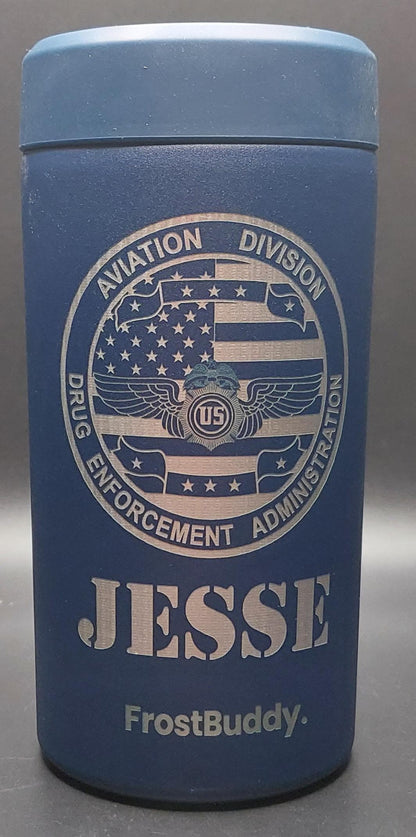 AVIATION DIVISION
US
DRUG ENFORCEMENT ADMINISTRATION
JESSE
FrostBuddy.